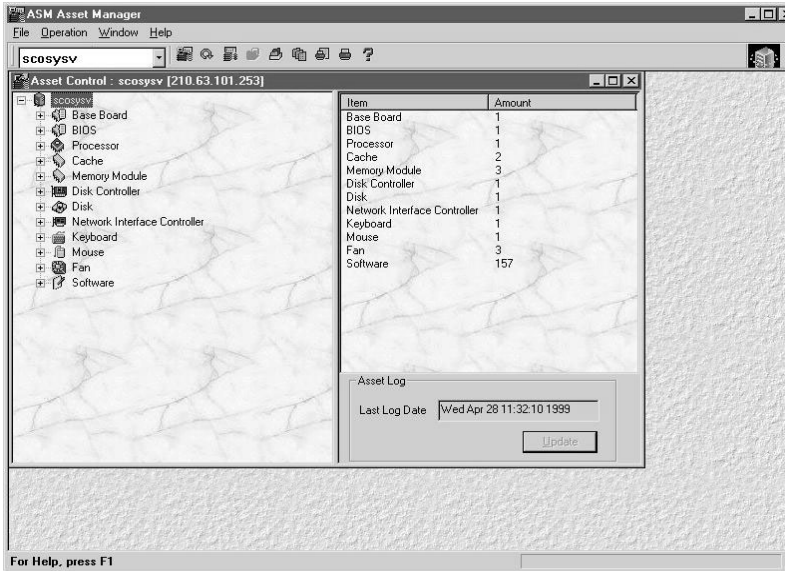 ASM Asset Manager
File Operation Window Help
scosysv
Asset Control : scosysv [210.63.101.253]
scosysv
Base Board
BIOS
Processor
Cache
Memory Module
Disk Controller
Disk
Network Interface Controller
Keyboard
Mouse
Fan
Software
Item Amount
Base Board 1
BIOS 1
Processor 1
Cache 2
Memory Module 3
Disk Controller 1
Disk 1
Network Interface Controller 1
Keyboard 1
Mouse 1
Fan 3
Software 157
Asset Log
Last Log Date Wed Apr 28 11:32:10 1999
Update
For Help, press F1